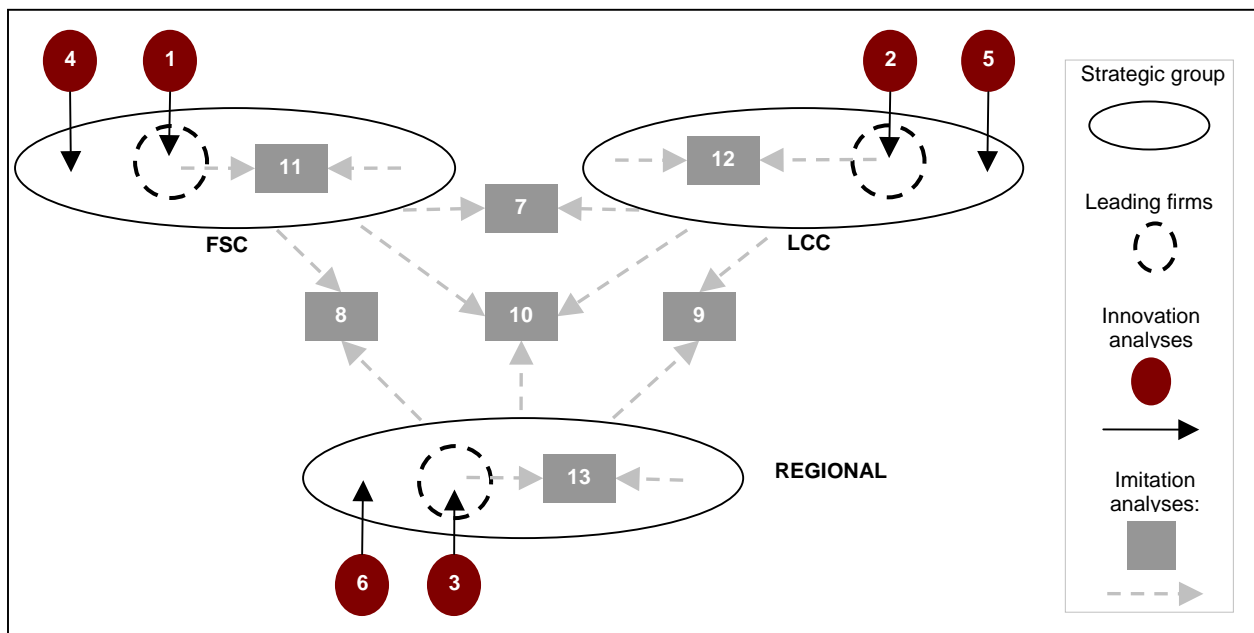 4
1
2
5
11
12
7
FSC
LCC
8
10
9
13
REGIONAL
6
3
Strategic group
Leading firms
Innovation
analyses
Imitation
analyses: